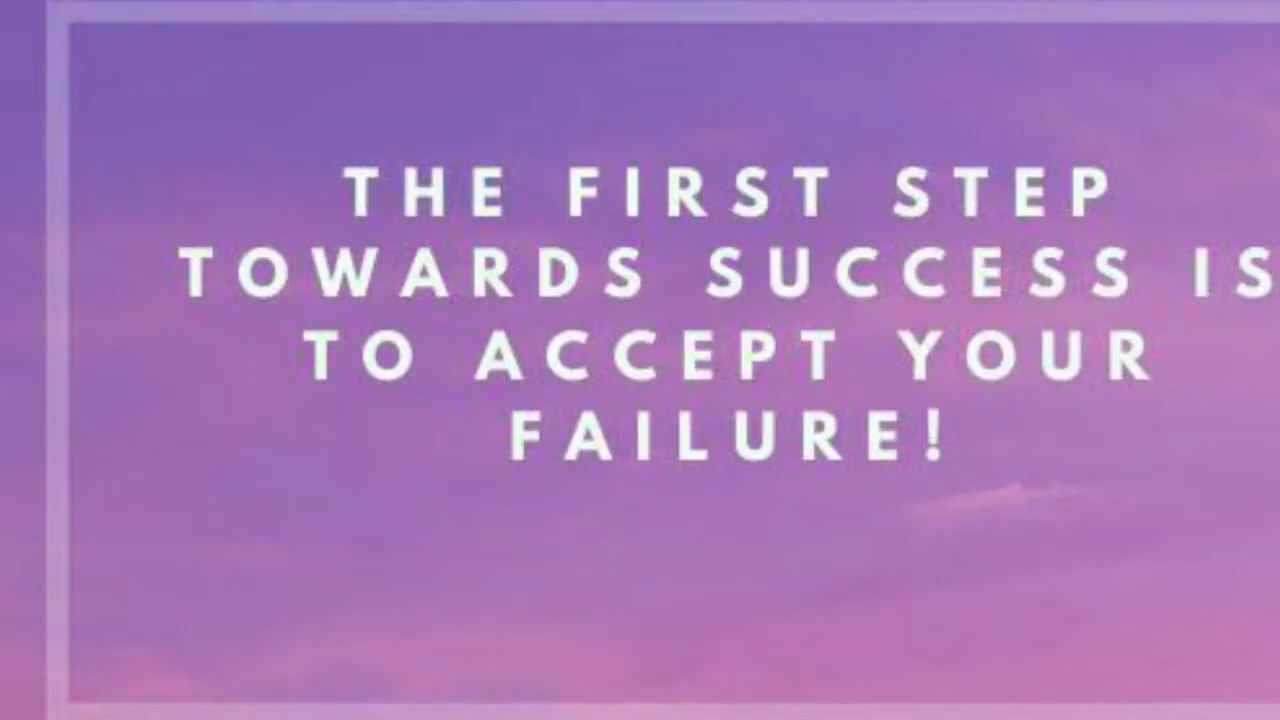 THE FIRST STEP
TOWARDS SUCCESS IS
TO ACCEPT YOUR
FAILURE!